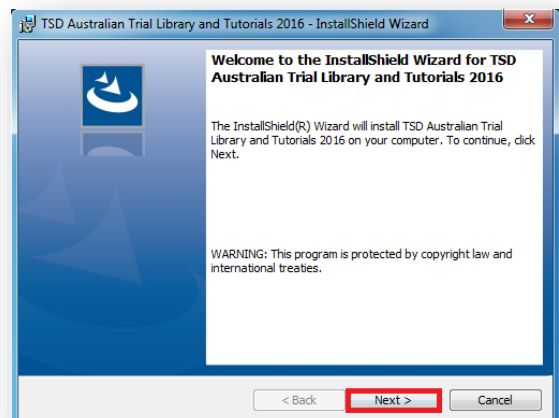 TSD Australian Trial Library and Tutorials 2016 - InstallShield Wizard
Welcome to the InstallShield Wizard for TSD
Australian Trial Library and Tutorials 2016
The InstallShield(R) Wizard will install TSD Australian Trial
Library and Tutorials 2016 on your computer. To continue, click
Next.
WARNING: This program is protected by copyright law and
international treaties.
< Back Next > Cancel